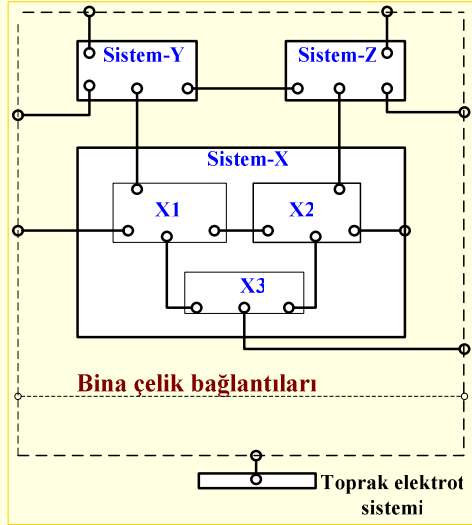 Sistem-Y
Sistem-Z
Sistem-X
X1
X2
X3
Bina çelik bağlantıları
Toprak elektrot
sistemi